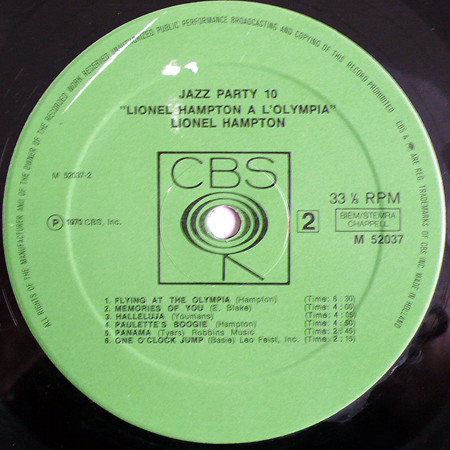 ALL RIGHTS OF THE MANUFACTURER AND OF THE OWNER OF THE RECORDED WORK RESERVED UNAUTHORIZED PUBLIC PERFORMANCE BROADCASTING AND COPYING OF THIS RECORD PROHIBITED
CBS & ARE REG. TRADEMARKS OF CBS INC. MADE IN HOLLAND
JAZZ PARTY 10
"LIONEL HAMPTON A L'OLYMPIA"
LIONEL HAMPTON
M 52037-2
CBS
33 ⅓ RPM
℗ 1970 CBS, Inc.
2
BIEM/STEMRA
CHAPPELL
M 52037
1. FLYING AT THE OLYMPIA (Hampton) (Time: 6:30)
2. MEMORIES OF YOU (E. Blake) (Time: 4:00)
3. HALLELUJA (Youmans) (Time: 4:05)
4. PAULETTE'S BOOGIE (Hampton) (Time: 4:50)
5. PANAMA (Tyers) Robbins Music (Time: 2:45)
6. ONE O'CLOCK JUMP (Basie) Leo Feist, Inc. (Time: 2:15)